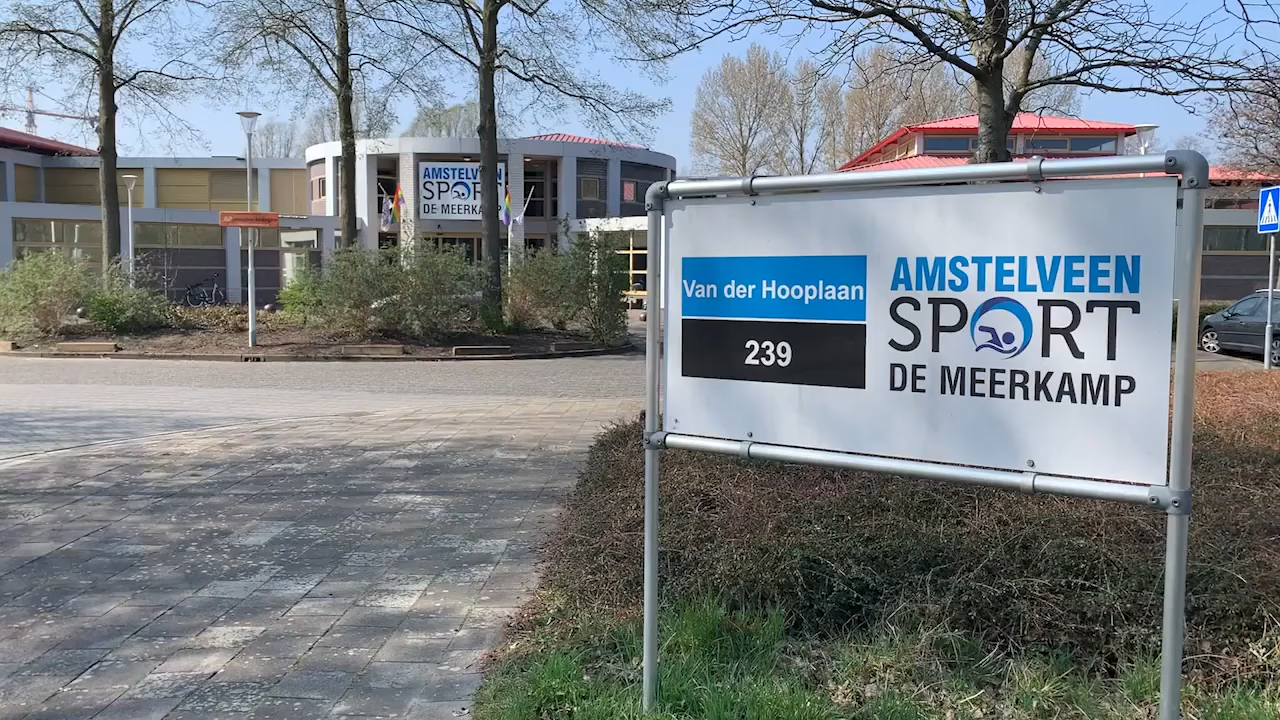 AMSTELVEEN
SPORT
DE MEERKAMP
Van der Hooplaan
239
AMSTELVEEN
SPORT
DE MEERKAMP